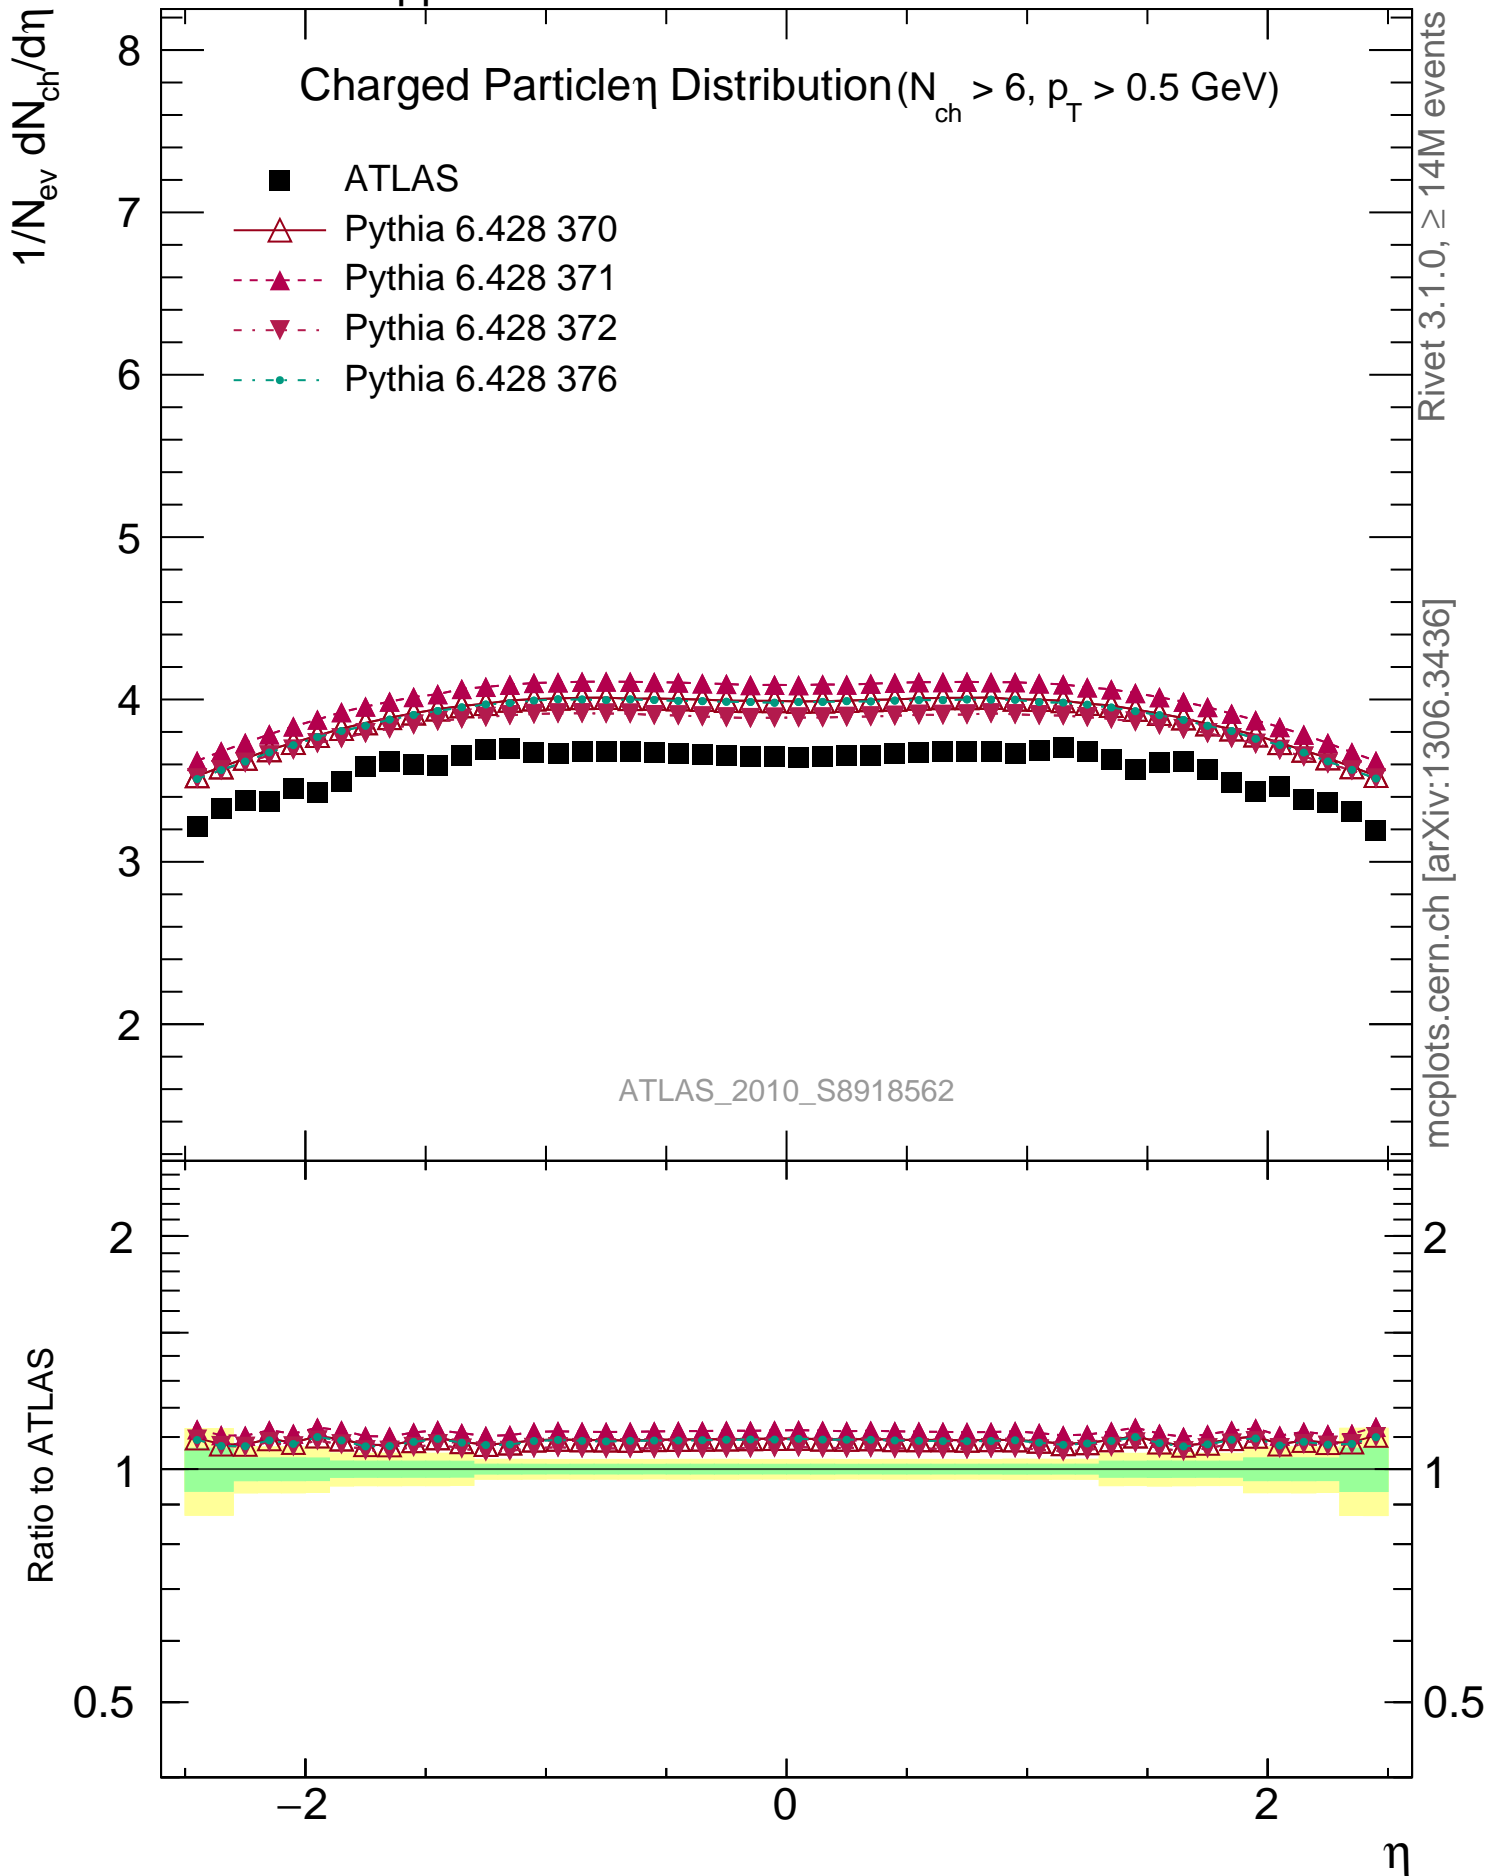 1/N_ev dN_ch/dη
Charged Particleη Distribution (N_ch > 6, p_T > 0.5 GeV)
ATLAS
Pythia 6.428 370
Pythia 6.428 371
Pythia 6.428 372
Pythia 6.428 376
8
7
6
5
4
3
2
ATLAS_2010_S8918562
Rivet 3.1.0, ≥ 14M events
mcplots.cern.ch [arXiv:1306.3436]
Ratio to ATLAS
2
1
0.5
2
1
0.5
−2
0
2
η